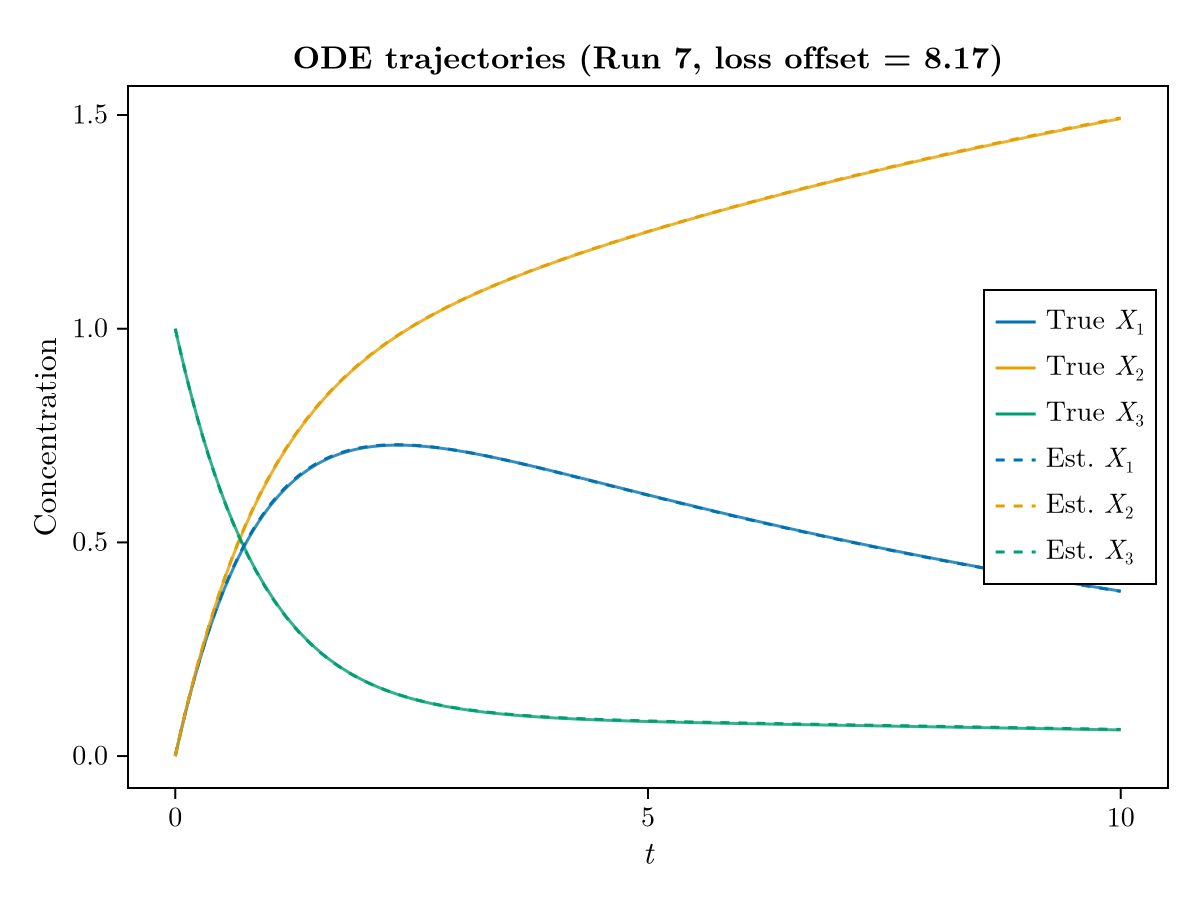 ODE trajectories (Run 7, loss offset = 8.17)
Concentration
1.5
1.0
0.5
0.0
0
5
10
t
True X₁
True X₂
True X₃
Est. X₁
Est. X₂
Est. X₃